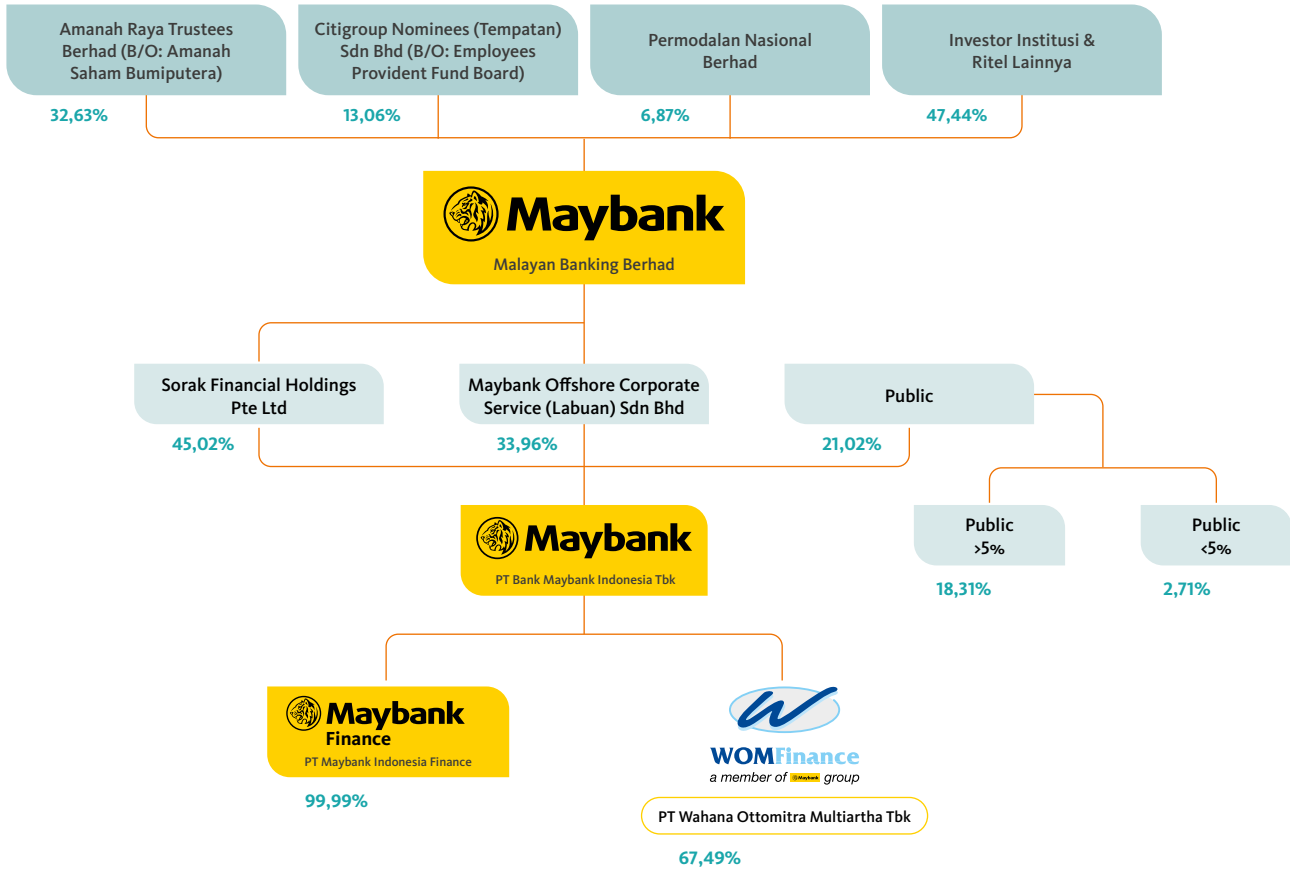 Amanah Raya Trustees
Berhad (B/O: Amanah
Saham Bumiputera)
Citigroup Nominees (Tempatan)
Sdn Bhd (B/O: Employees
Provident Fund Board)
Permodalan Nasional
Berhad
Investor Institusi &
Ritel Lainnya
32,63%
13,06%
6,87%
47,44%
Maybank
Malayan Banking Berhad
Sorak Financial Holdings
Pte Ltd
Maybank Offshore Corporate
Service (Labuan) Sdn Bhd
Public
45,02%
33,96%
21,02%
Maybank
PT Bank Maybank Indonesia Tbk
Public
>5%
Public
<5%
18,31%
2,71%
Maybank
Finance
PT Maybank Indonesia Finance
99,99%
W
WOMFinance
a member of Maybank group
PT Wahana Ottomitra Multiartha Tbk
67,49%